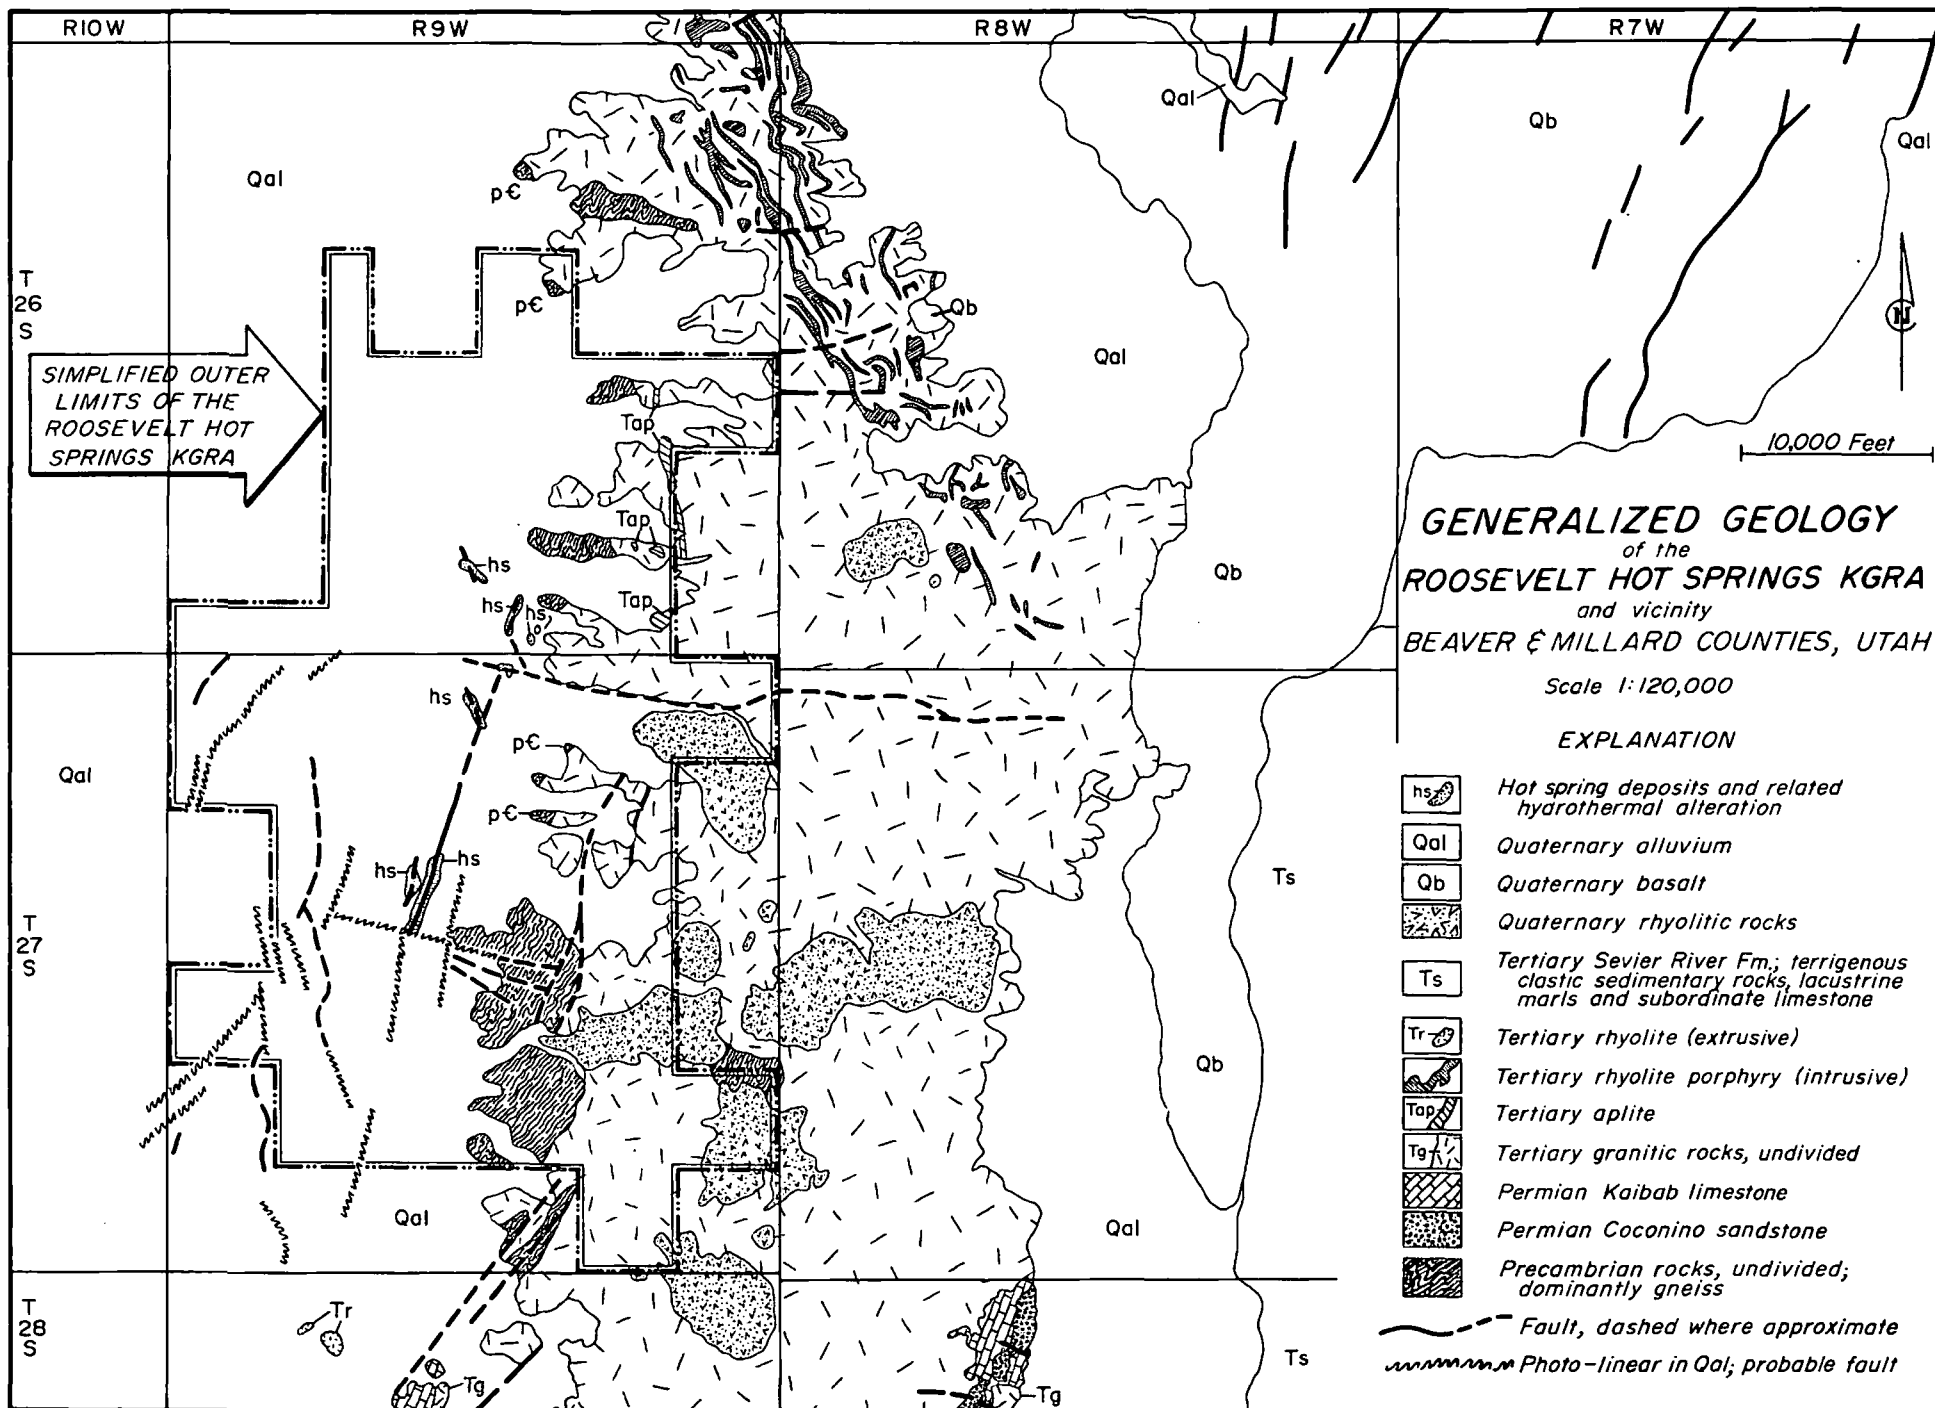 R10W
R9W
R8W
R7W
Qal
Qb
Qal
Qal
p€
p€
Qb
Qal
T
26
S
SIMPLIFIED OUTER
LIMITS OF THE
ROOSEVELT HOT
SPRINGS KGRA
N
10,000 Feet
Tap
Tap
Tap
hs
hs
hs
Qb
GENERALIZED GEOLOGY
of the
ROOSEVELT HOT SPRINGS KGRA
and vicinity
BEAVER & MILLARD COUNTIES, UTAH
Scale 1:120,000
EXPLANATION
hs
p€
p€
Qal
hs
hs
Ts
T
27
S
Qb
Qal
Qal
T
28
S
Tr
Tg
Tg
Ts
hs Hot spring deposits and related
hydrothermal alteration
Qal Quaternary alluvium
Qb Quaternary basalt
Quaternary rhyolitic rocks
Ts Tertiary Sevier River Fm.; terrigenous
clastic sedimentary rocks, lacustrine
marls and subordinate limestone
Tr Tertiary rhyolite (extrusive)
Tertiary rhyolite porphyry (intrusive)
Tap Tertiary aplite
Tg Tertiary granitic rocks, undivided
Permian Kaibab limestone
Permian Coconino sandstone
Precambrian rocks, undivided;
dominantly gneiss
Fault, dashed where approximate
Photo-linear in Qal; probable fault